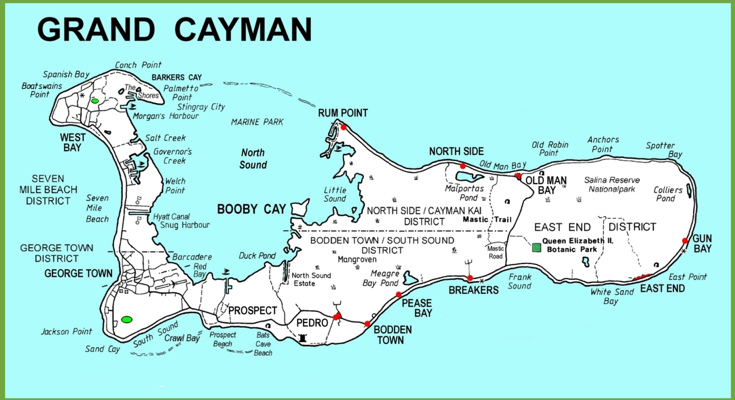 GRAND CAYMAN
Conch Point
Spanish Bay
BARKERS CAY
Boatswains
Point
The
Shores
Palmetto
Point
Stingray City
Morgan's Harbour
RUM POINT
MARINE PARK
WEST
BAY
Salt Creek
Governor's
Creek
North
Sound
NORTH SIDE
Old Man Bay
Old Robin
Point
Anchors
Point
Spotter
Bay
SEVEN
MILE BEACH
DISTRICT
Welch
Point
Little
Sound
Malportas
Pond
OLD MAN
BAY
Salina Reserve
Nationalpark
Colliers
Pond
Seven
Mile
Beach
Hyatt Canal
Snug Harbour
BOOBY CAY
NORTH SIDE / CAYMAN KAI
DISTRICT
Mastic Trail
EAST END DISTRICT
GEORGE TOWN
DISTRICT
BODDEN TOWN / SOUTH SOUND
DISTRICT
Mastic
Road
Queen Elizabeth II.
Botanic Park
GUN
BAY
Barcadere
Red
Bay
Duck Pond
Mangroven
GEORGE TOWN
North Sound
Estate
Meagre
Bay Pond
BREAKERS
Frank
Sound
East Point
EAST END
White Sand
Bay
PROSPECT
PEDRO
PEASE
BAY
BODDEN
TOWN
Jackson Point
Sand Cay
South Sound
Crawl Bay
Prospect
Beach
Bats
Cave
Beach